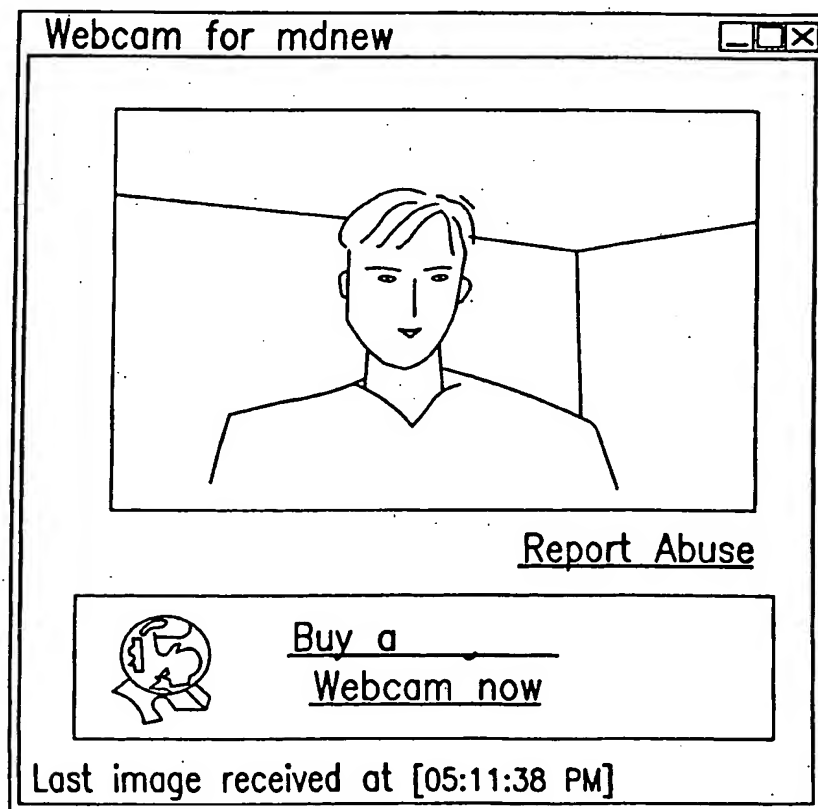 Webcam for mdnew
Report Abuse
Buy a
Webcam now
Last image received at [05:11:38 PM]